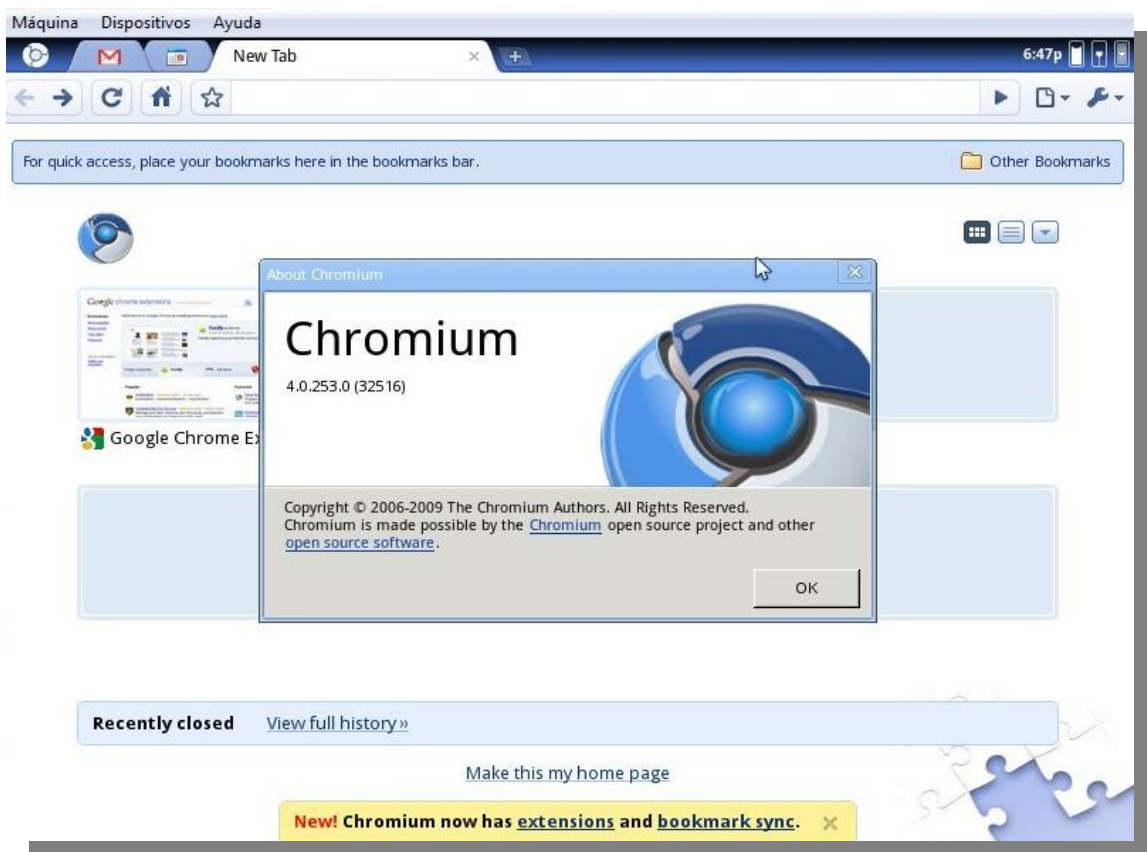 Máquina Dispositivos Ayuda
New Tab
6:47p
For quick access, place your bookmarks here in the bookmarks bar.
Other Bookmarks
About Chromium
Google chrome extensions
Chromium
4.0.253.0 (32516)
Google Chrome Ex
Copyright © 2006-2009 The Chromium Authors. All Rights Reserved.
Chromium is made possible by the Chromium open source project and other
open source software.
OK
Recently closed View full history »
Make this my home page
New! Chromium now has extensions and bookmark sync.